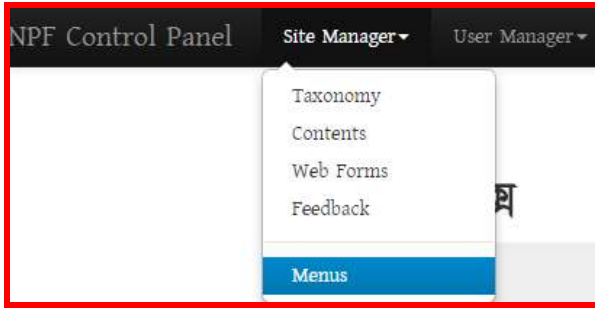 NPF Control Panel Site Manager User Manager
Taxonomy
Contents
Web Forms
Feedback
Menus